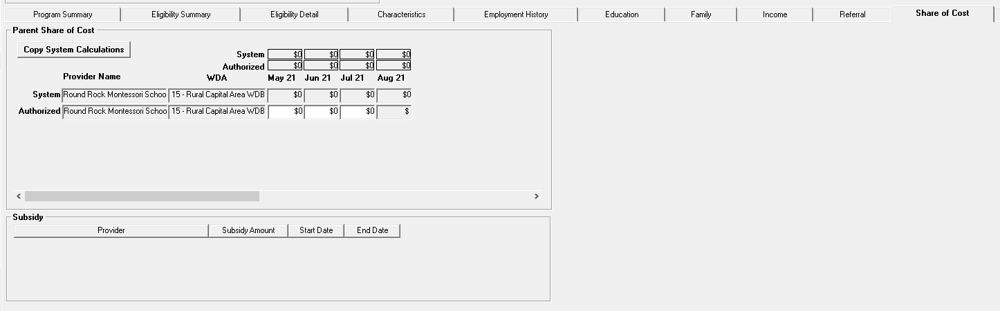 Program Summary Eligibility Summary Eligibility Detail Characteristics Employment History Education Family Income Referral Share of Cost
Parent Share of Cost
Copy System Calculations
System $0 $0 $0 $0
Authorized $0 $0 $0 $0
Provider Name WDA May 21 Jun 21 Jul 21 Aug 21
System Round Rock Montessori Schoo 15 - Rural Capital Area WDB $0 $0 $0 $0
Authorized Round Rock Montessori Schoo 15 - Rural Capital Area WDB $0 $0 $0 $
Subsidy
Provider Subsidy Amount Start Date End Date